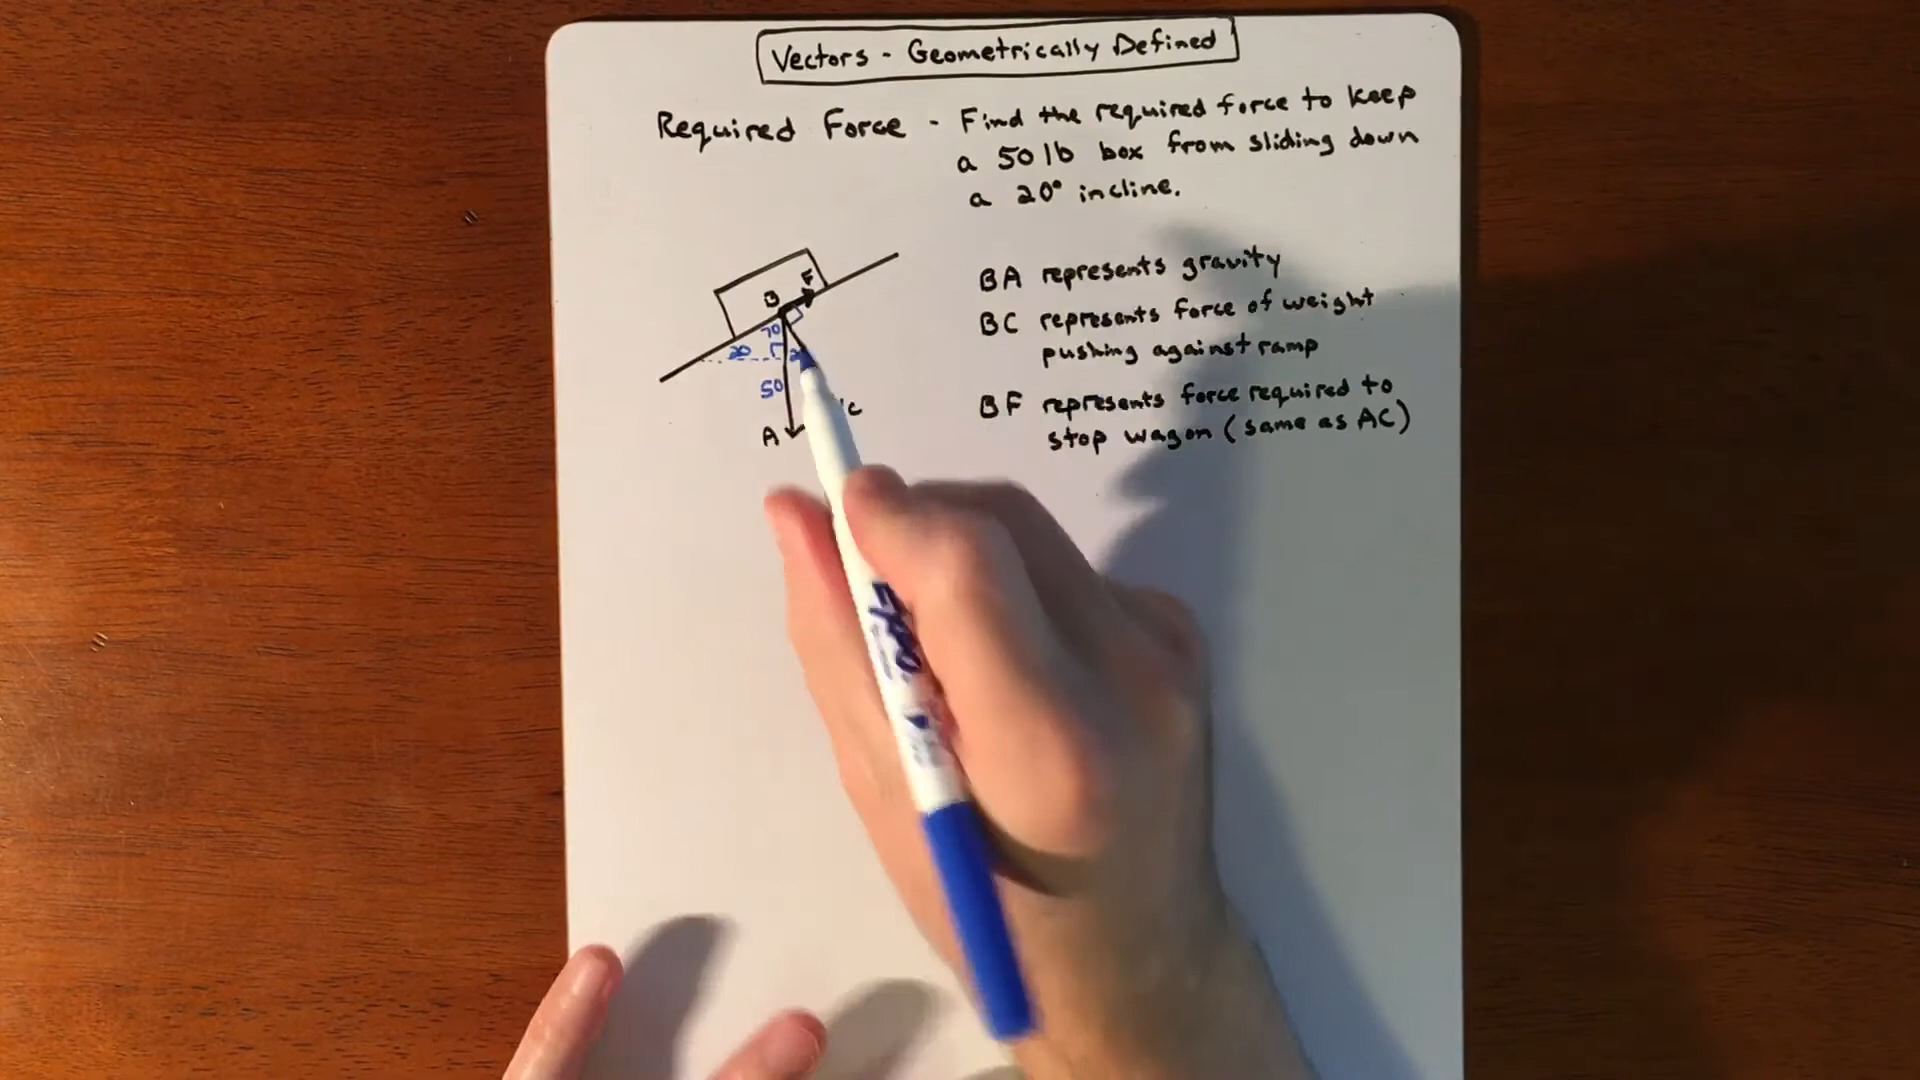 Vectors - Geometrically Defined
Required Force - Find the required force to keep
a 50 lb box from sliding down
a 20° incline.
BA represents gravity
BC represents force of weight
pushing against ramp
BF represents force required to
stop wagon (same as AC)
F
B
70
20
50
C
A
EXPO